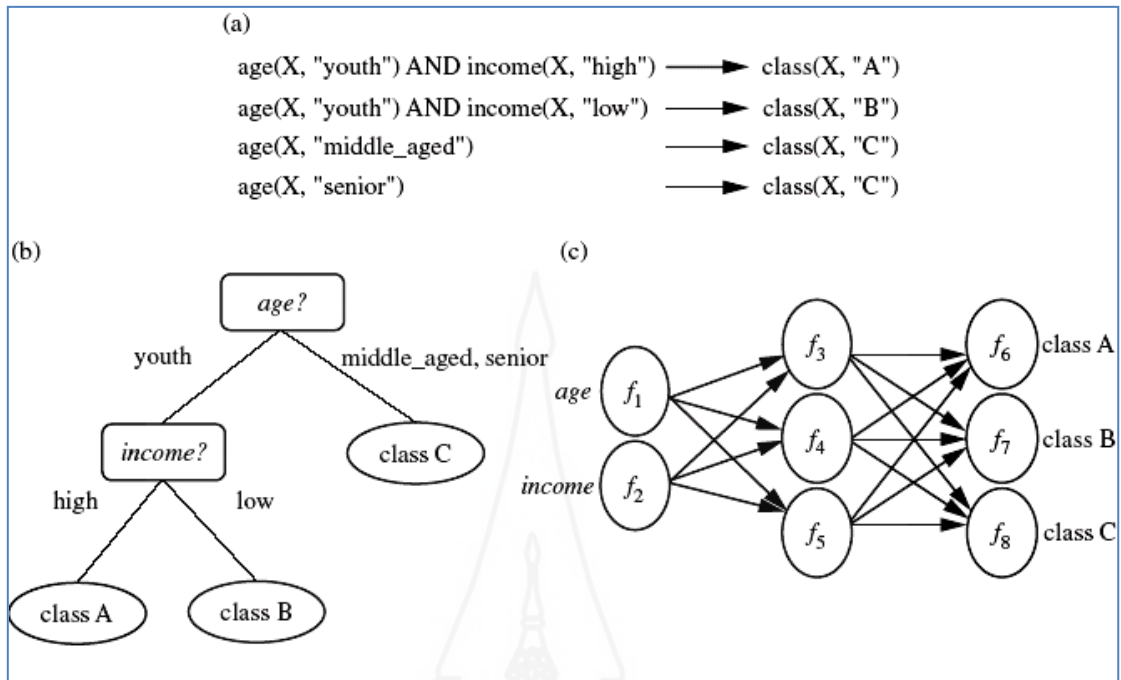 (a)
age(X, "youth") AND income(X, "high") → class(X, "A")
age(X, "youth") AND income(X, "low") → class(X, "B")
age(X, "middle_aged") → class(X, "C")
age(X, "senior") → class(X, "C")
(b)
age?
youth
middle_aged, senior
income?
class C
high
low
class A
class B
(c)
age
income
f1
f2
f3
f4
f5
f6
class A
f7
class B
f8
class C